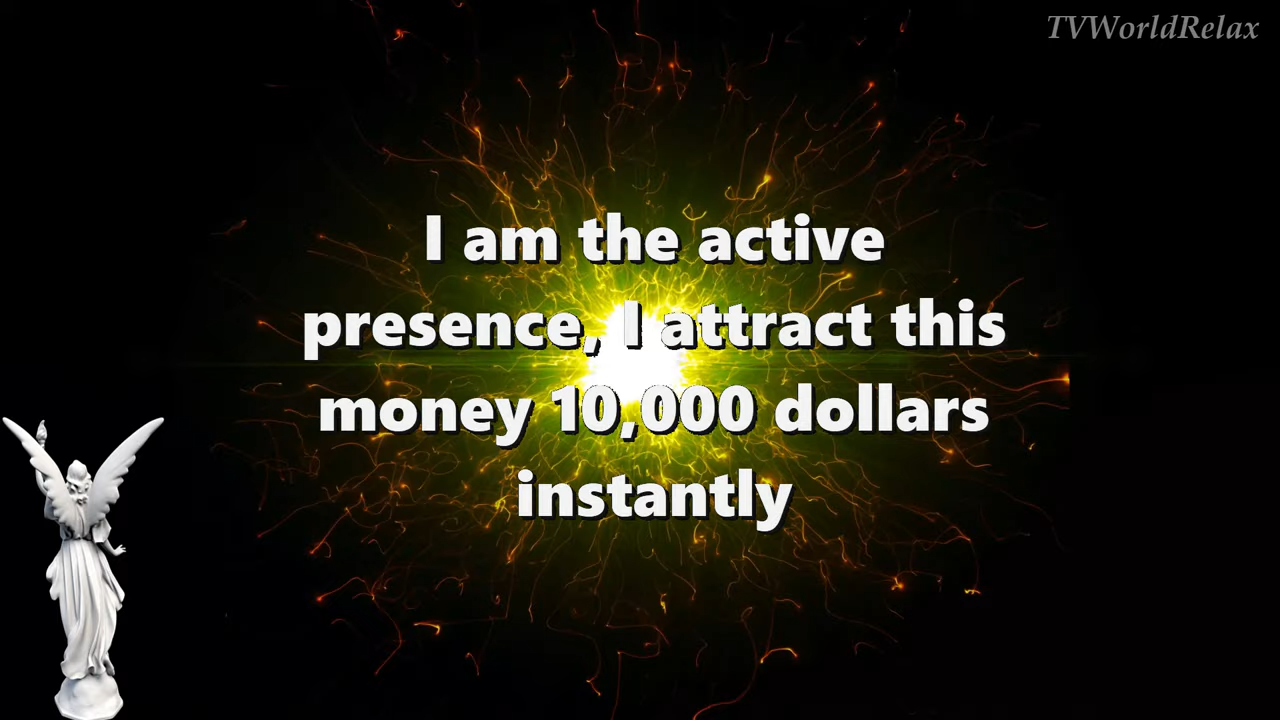 TVWorldRelax
I am the active
presence, I attract this
money 10,000 dollars
instantly